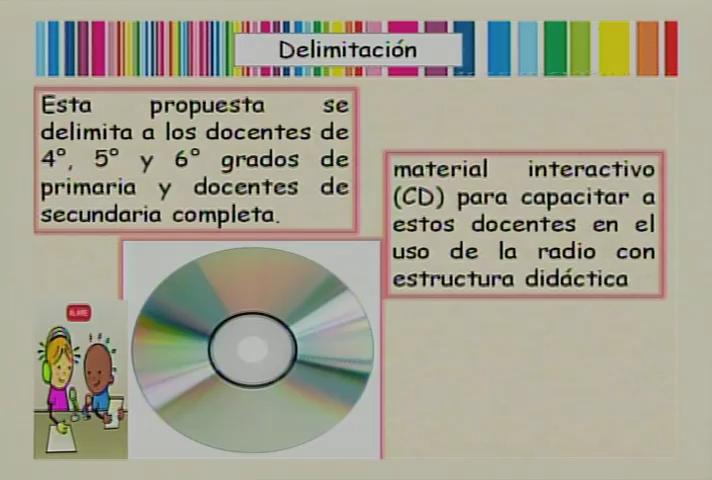 Delimitación
Esta propuesta se
delimita a los docentes de
4°, 5° y 6° grados de
primaria y docentes de
secundaria completa.
material interactivo
(CD) para capacitar a
estos docentes en el
uso de la radio con
estructura didáctica